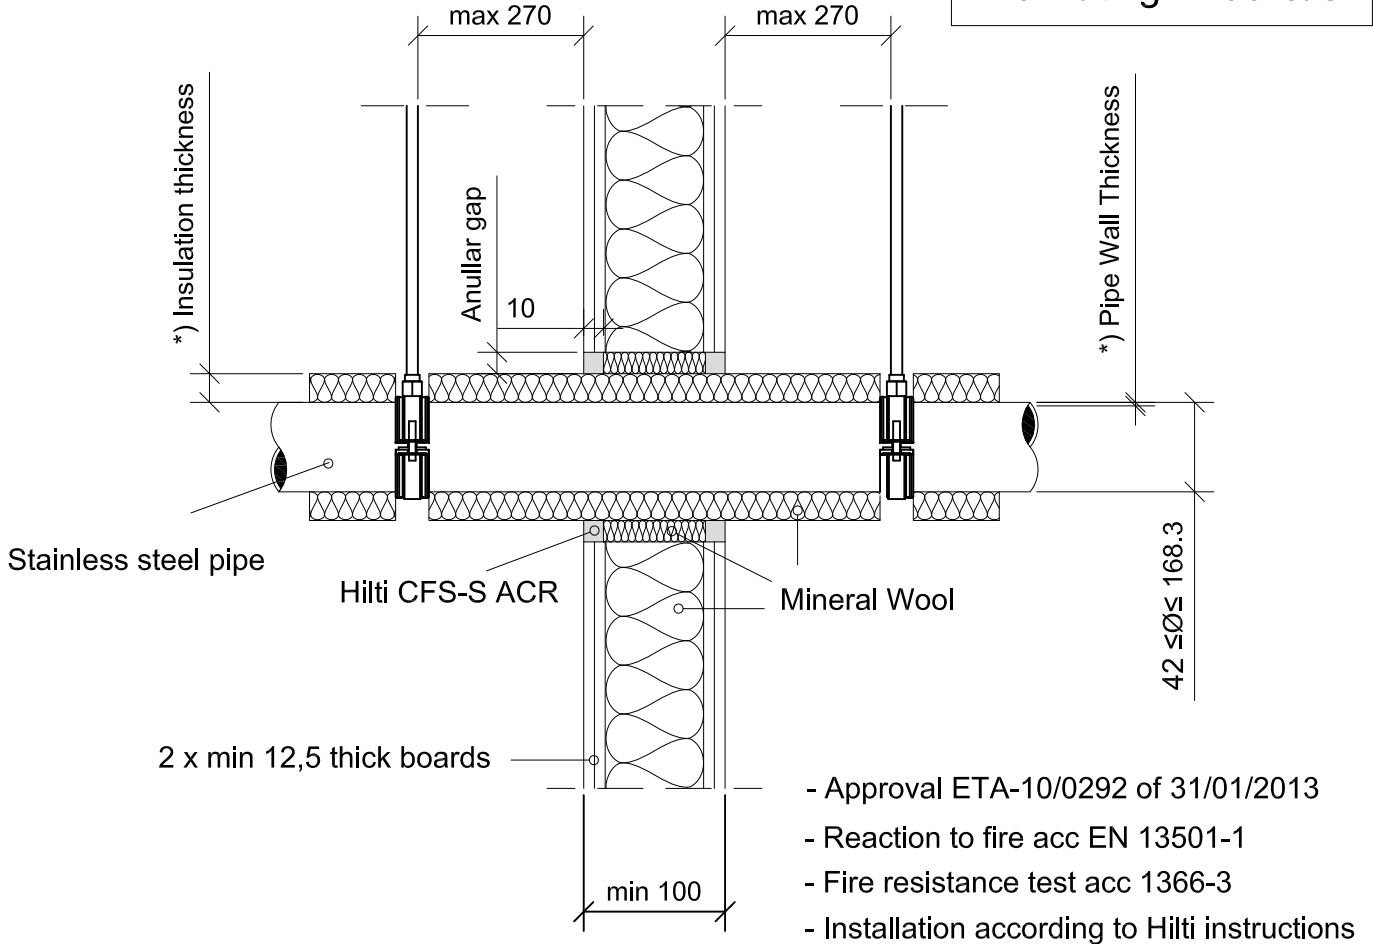 max 270
max 270
*) Insulation thickness
Anullar gap
10
*) Pipe Wall Thickness
Stainless steel pipe
Hilti CFS-S ACR
Mineral Wool
42 ≤Ø≤ 168.3
2 x min 12,5 thick boards
min 100
- Approval ETA-10/0292 of 31/01/2013
- Reaction to fire acc EN 13501-1
- Fire resistance test acc 1366-3
- Installation according to Hilti instructions